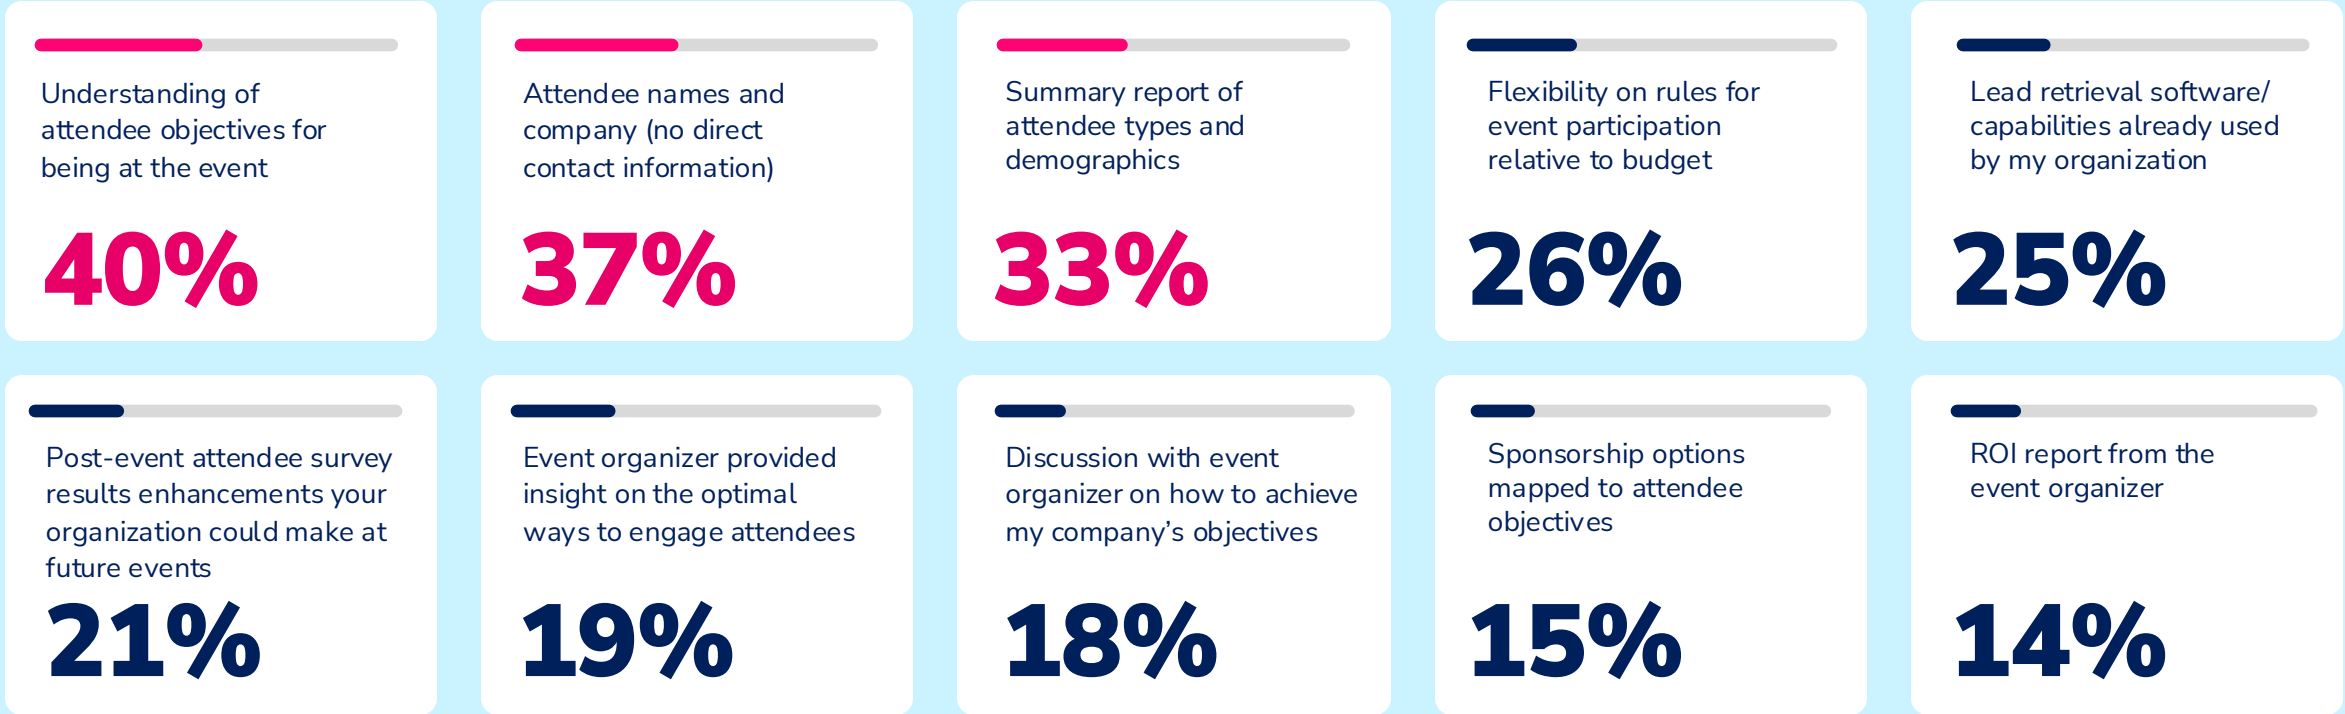 Understanding of
attendee objectives for
being at the event
40%
Attendee names and
company (no direct
contact information)
37%
Summary report of
attendee types and
demographics
33%
Flexibility on rules for
event participation
relative to budget
26%
Lead retrieval software/
capabilities already used
by my organization
25%
Post-event attendee survey
results enhancements your
organization could make at
future events
21%
Event organizer provided
insight on the optimal
ways to engage attendees
19%
Discussion with event
organizer on how to achieve
my company’s objectives
18%
Sponsorship options
mapped to attendee
objectives
15%
ROI report from the
event organizer
14%